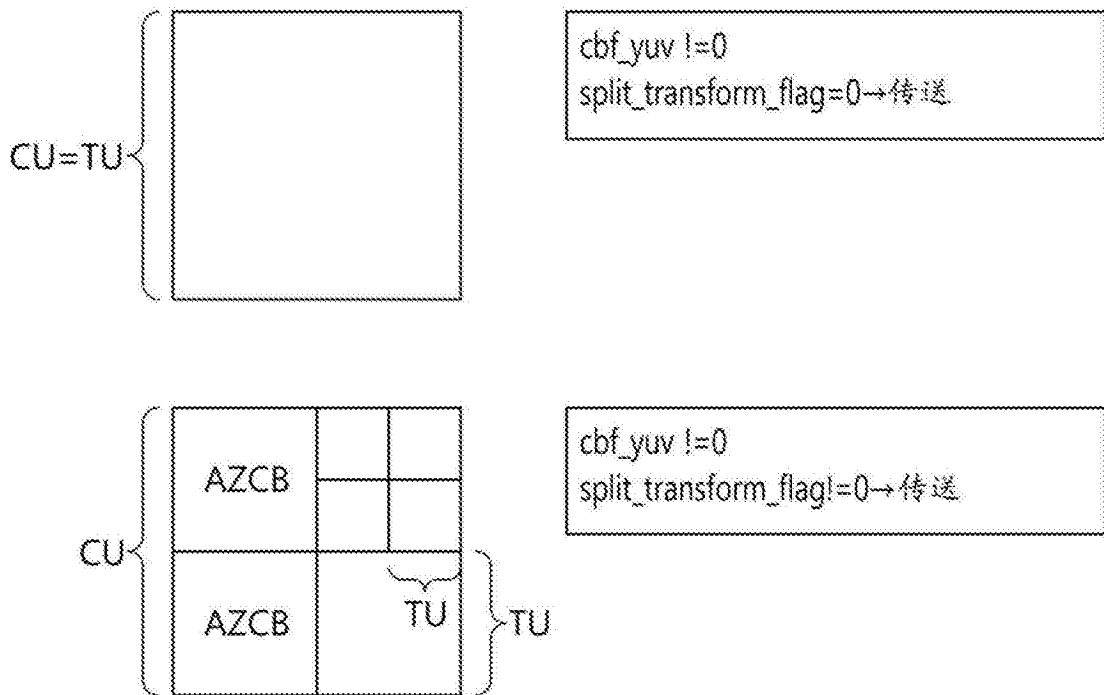 CU=TU
cbf_yuv !=0
split_transform_flag=0→传送
CU
AZCB
AZCB
TU
TU
cbf_yuv !=0
split_transform_flag!=0→传送